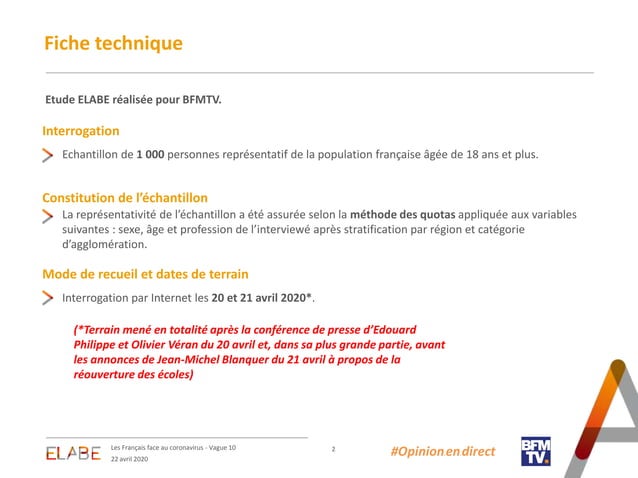 Fiche technique
Etude ELABE réalisée pour BFMTV.
Interrogation
Echantillon de 1 000 personnes représentatif de la population française âgée de 18 ans et plus.
Constitution de l'échantillon
La représentativité de l'échantillon a été assurée selon la méthode des quotas appliquée aux variables
suivantes : sexe, âge et profession de l'interviewé après stratification par région et catégorie
d'agglomération.
Mode de recueil et dates de terrain
Interrogation par Internet les 20 et 21 avril 2020*.
(*Terrain mené en totalité après la conférence de presse d'Edouard
Philippe et Olivier Véran du 20 avril et, dans sa plus grande partie, avant
les annonces de Jean-Michel Blanquer du 21 avril à propos de la
réouverture des écoles)
ELABE
Les Français face au coronavirus - Vague 10
22 avril 2020
2
#Opinion en direct
BFM
TV.